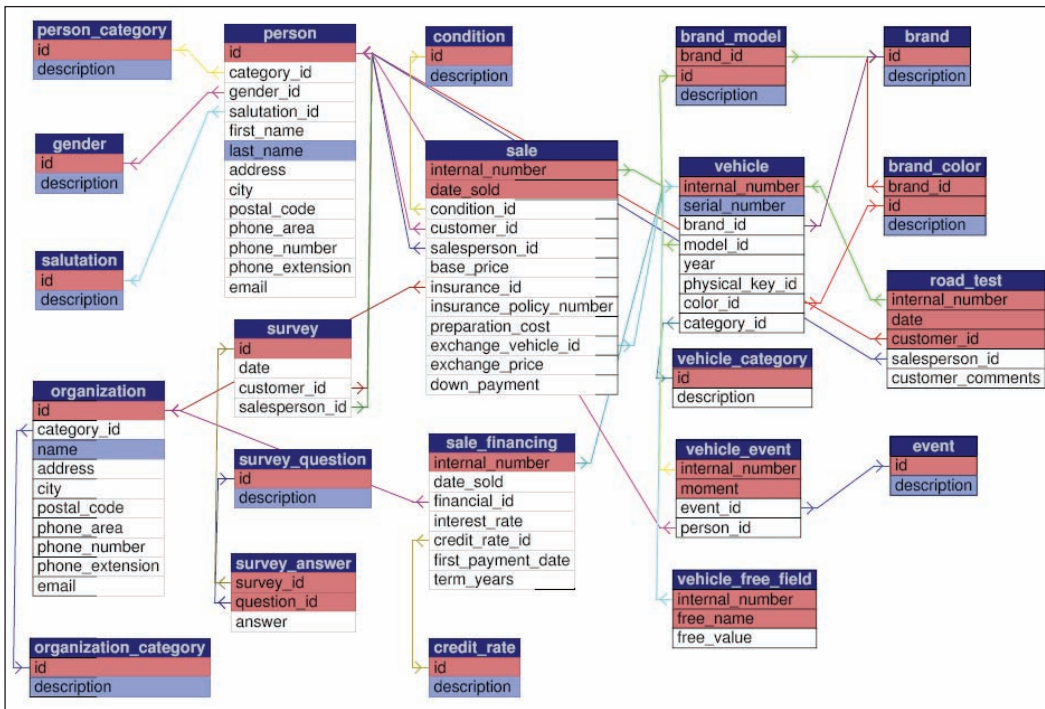 person_category
id
description
gender
id
description
salutation
id
description
person
id
category_id
gender_id
salutation_id
first_name
last_name
address
city
postal_code
phone_area
phone_number
phone_extension
email
condition
id
description
sale
internal_number
date_sold
condition_id
customer_id
salesperson_id
base_price
insurance_id
insurance_policy_number
preparation_cost
exchange_vehicle_id
exchange_price
down_payment
brand_model
brand_id
id
description
brand
id
description
vehicle
internal_number
serial_number
brand_id
model_id
year
physical_key_id
color_id
category_id
brand_color
brand_id
id
description
road_test
internal_number
date
customer_id
salesperson_id
customer_comments
vehicle_category
id
description
survey
id
date
customer_id
salesperson_id
organization
id
category_id
name
address
city
postal_code
phone_area
phone_number
phone_extension
email
survey_question
id
description
survey_answer
survey_id
question_id
answer
sale_financing
internal_number
date_sold
financial_id
interest_rate
credit_rate_id
first_payment_date
term_years
vehicle_event
internal_number
moment
event_id
person_id
event
id
description
vehicle_free_field
internal_number
free_name
free_value
organization_category
id
description
credit_rate
id
description